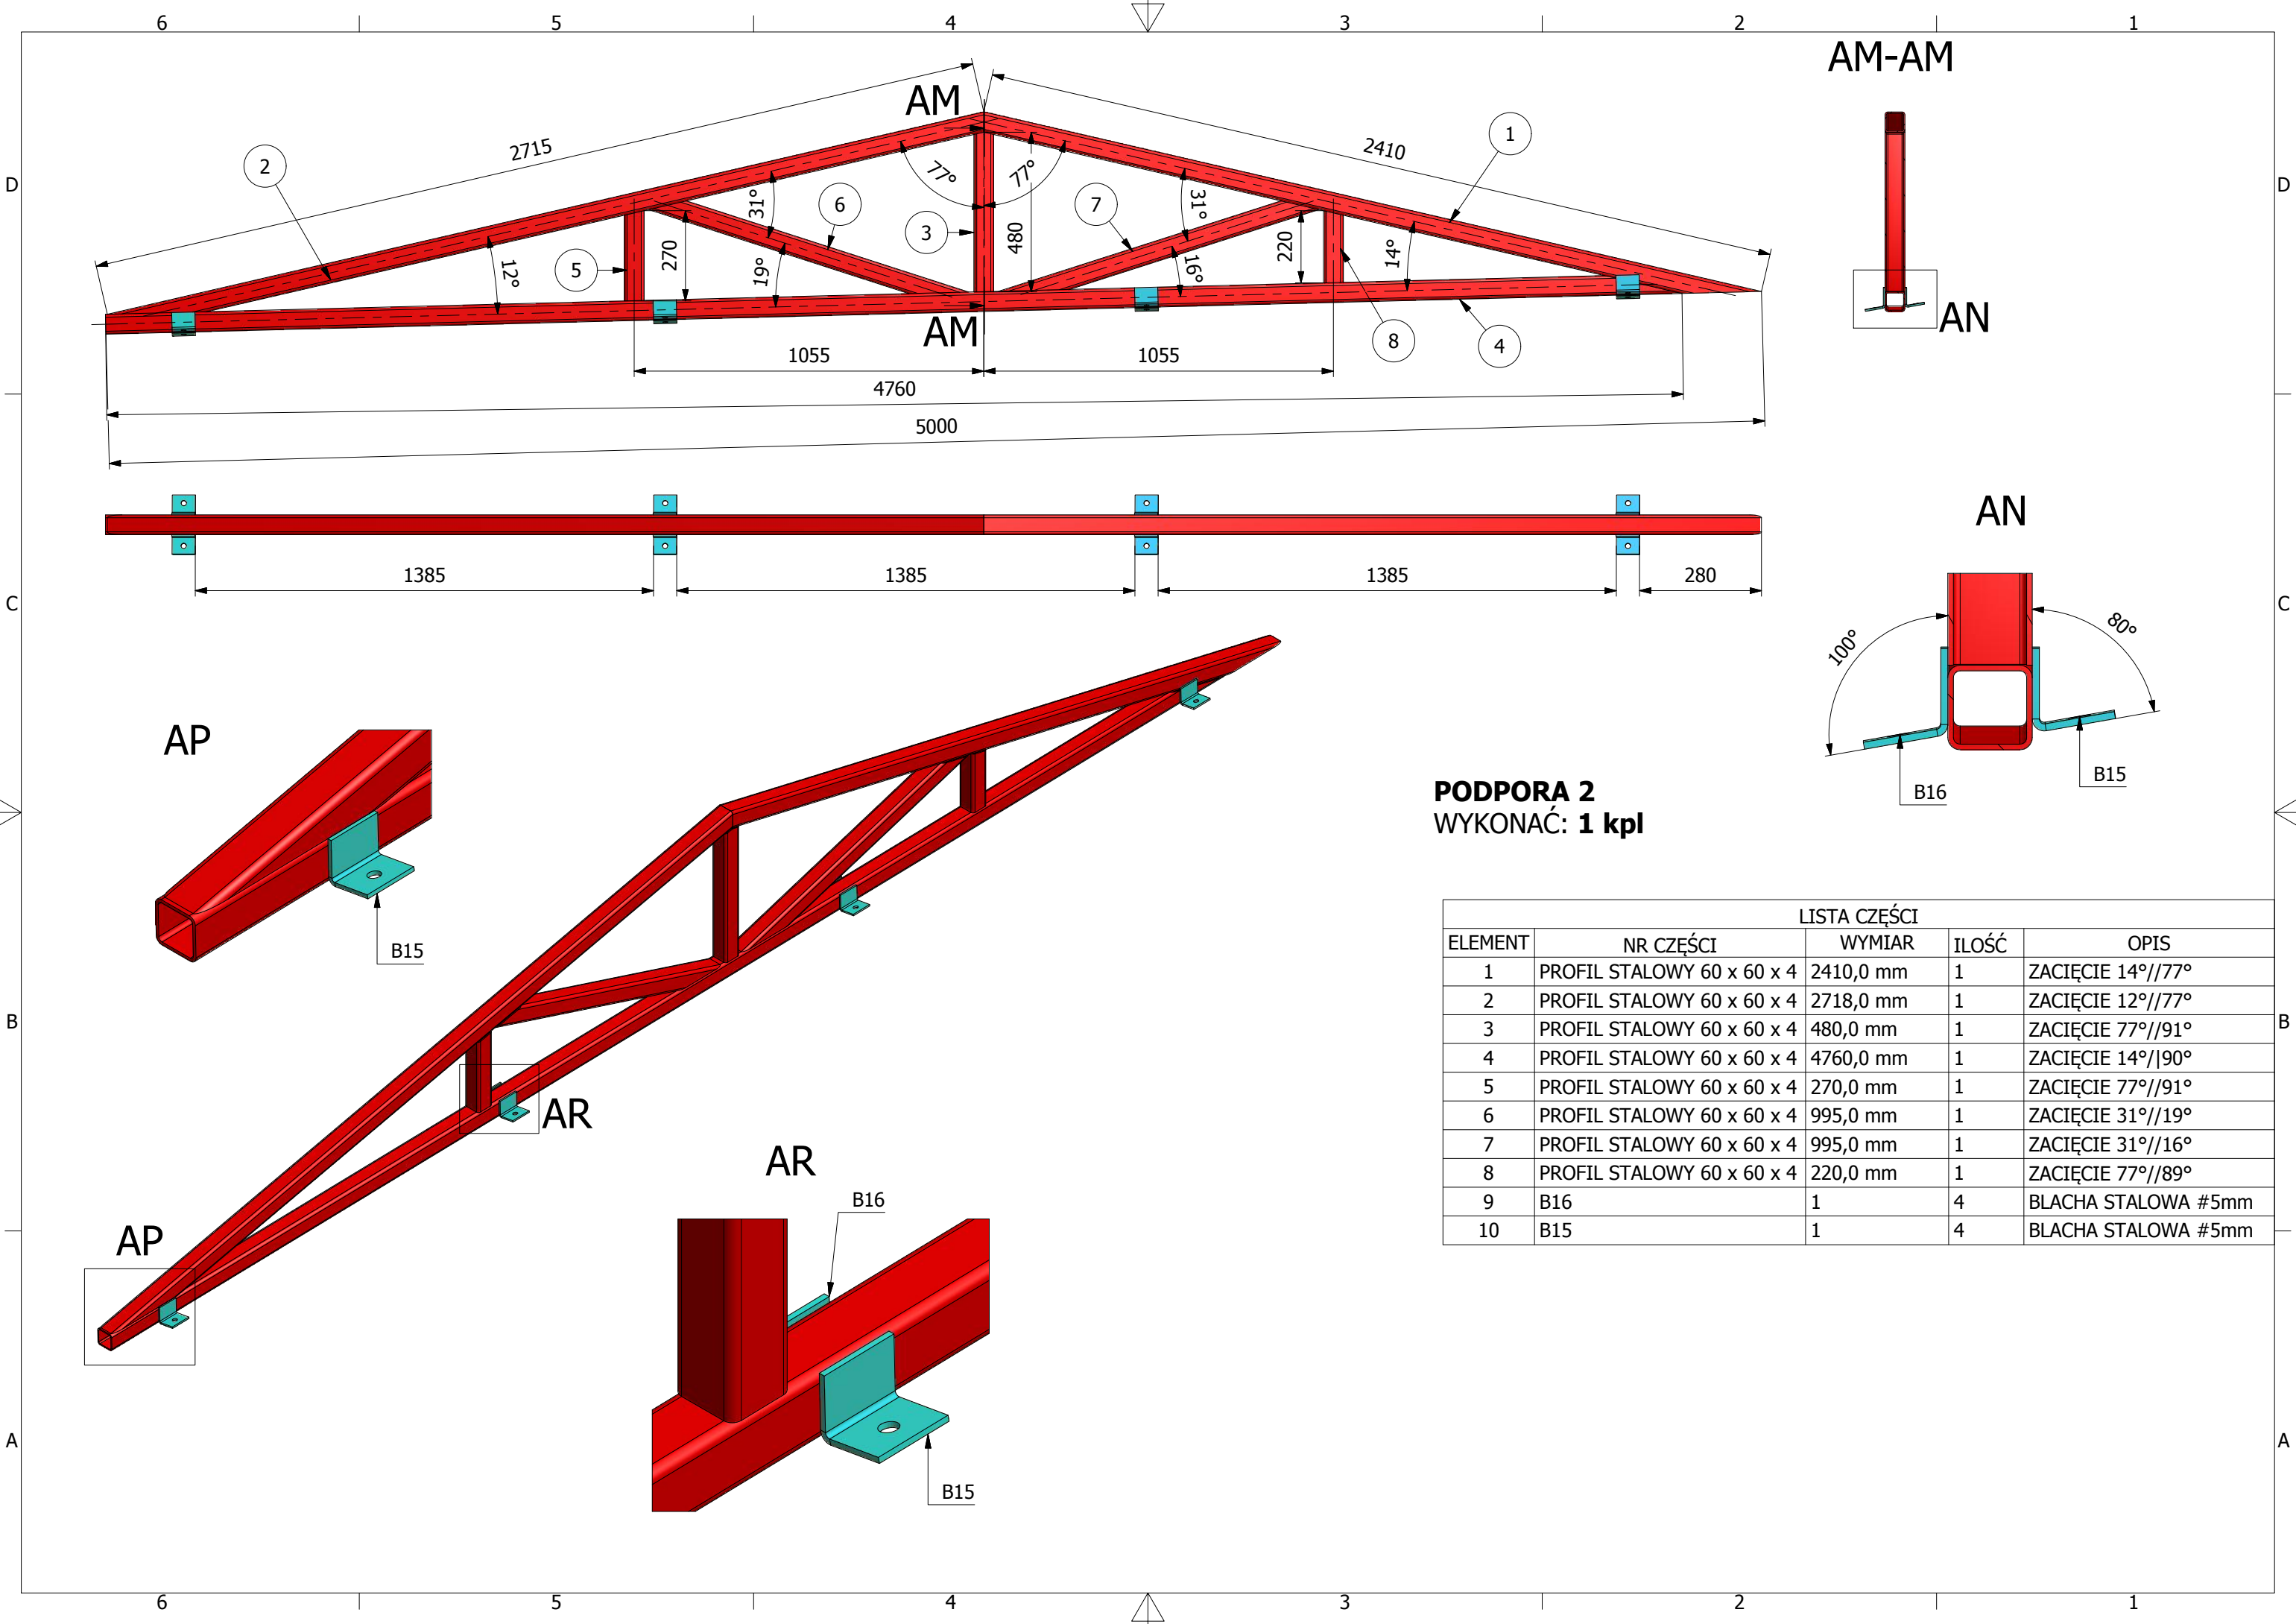 6 5 4 3 2 1
AM-AM
AM
2715
2410
1
2
D
D
77°
77°
31°
31°
6
7
3
480
5
270
12°
19°
16°
220
14°
AN
AM
8
4
1055
1055
4760
5000
AN
1385
1385
1385
280
C
C
100°
80°
B16
B15
AP
B15
PODPORA 2
WYKONAĆ: 1 kpl
LISTA CZĘŚCI
ELEMENT NR CZĘŚCI WYMIAR ILOŚĆ OPIS
1 PROFIL STALOWY 60 x 60 x 4 2410,0 mm 1 ZACIĘCIE 14°//77°
2 PROFIL STALOWY 60 x 60 x 4 2718,0 mm 1 ZACIĘCIE 12°//77°
3 PROFIL STALOWY 60 x 60 x 4 480,0 mm 1 ZACIĘCIE 77°//91°
4 PROFIL STALOWY 60 x 60 x 4 4760,0 mm 1 ZACIĘCIE 14°/|90°
5 PROFIL STALOWY 60 x 60 x 4 270,0 mm 1 ZACIĘCIE 77°//91°
6 PROFIL STALOWY 60 x 60 x 4 995,0 mm 1 ZACIĘCIE 31°//19°
7 PROFIL STALOWY 60 x 60 x 4 995,0 mm 1 ZACIĘCIE 31°//16°
8 PROFIL STALOWY 60 x 60 x 4 220,0 mm 1 ZACIĘCIE 77°//89°
9 B16 1 4 BLACHA STALOWA #5mm
10 B15 1 4 BLACHA STALOWA #5mm
B
B
AR
AR
B16
B15
AP
A
A
6 5 4 3 2 1